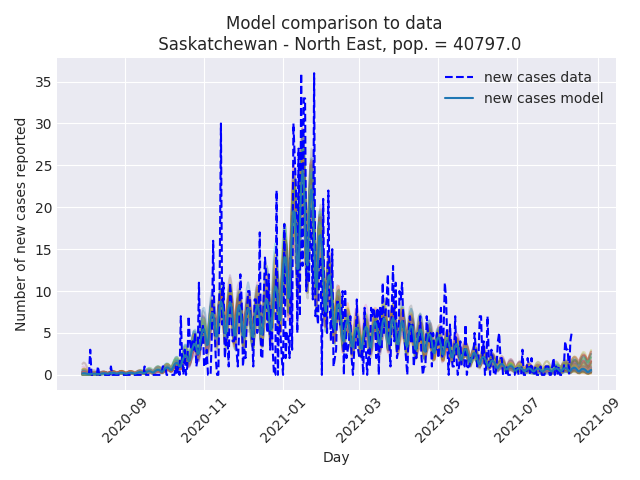 Model comparison to data
Saskatchewan - North East, pop. = 40797.0
new cases data
new cases model
Number of new cases reported
35
30
25
20
15
10
5
0
2020-09
2020-11
2021-01
2021-03
2021-05
2021-07
2021-09
Day